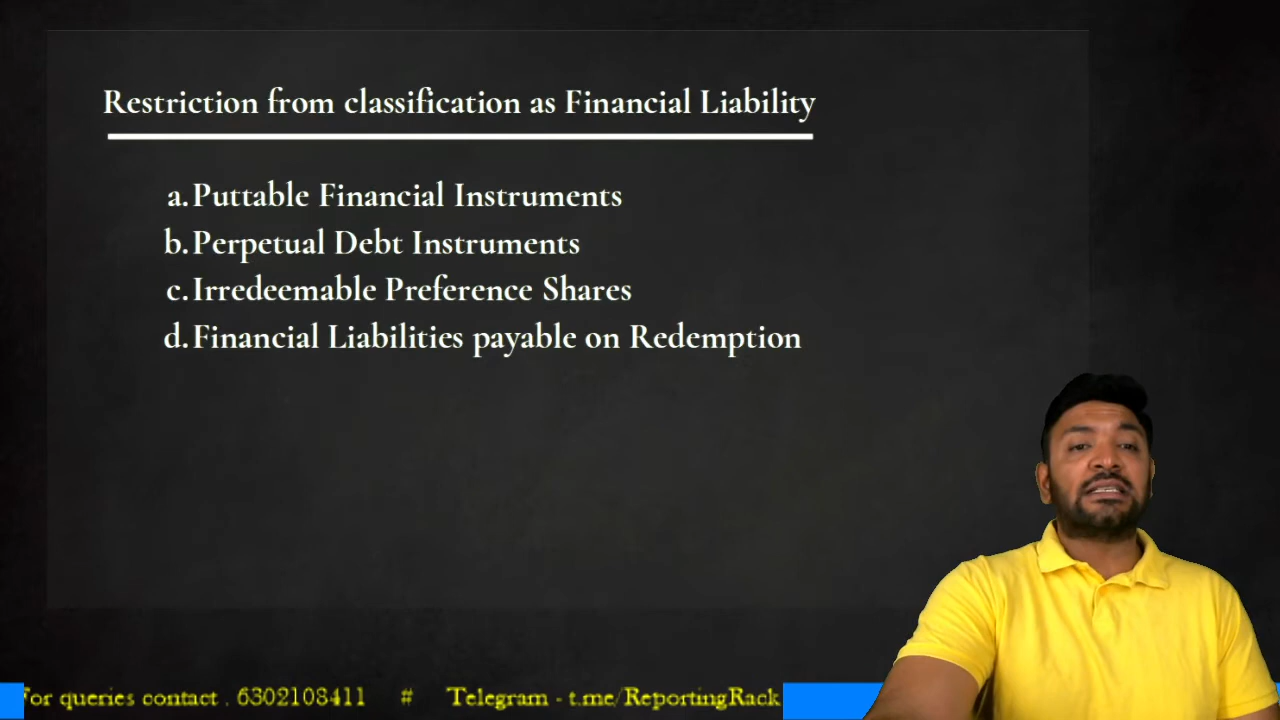 Restriction from classification as Financial Liability
a. Puttable Financial Instruments
b. Perpetual Debt Instruments
c. Irredeemable Preference Shares
d. Financial Liabilities payable on Redemption
For queries contact . 6302108411 # Telegram - t.me/ReportingRack